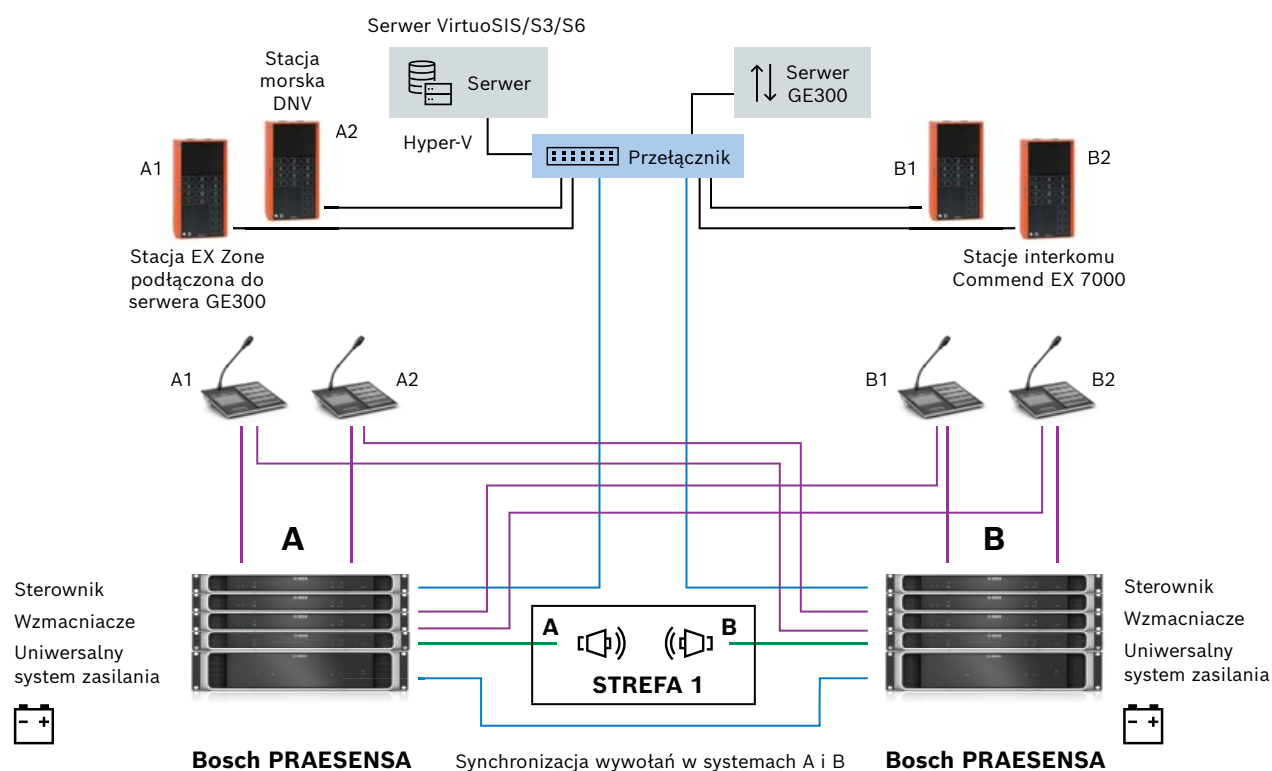 Serwer VirtuoSIS/S3/S6
Stacja
morska
DNV
Serwer
Serwer
GE300
A2
Hyper-V
Przełącznik
A1
B1
B2
Stacja EX Zone
podłączona do
serwera GE300
Stacje interkomu
Commend EX 7000
A1
A2
B1
B2
A
B
Sterownik
Wzmacniacze
Uniwersalny
system zasilania
A
B
STREFA 1
Sterownik
Wzmacniacze
Uniwersalny
system zasilania
- +
- +
Bosch PRAESENSA
Synchronizacja wywołań w systemach A i B
Bosch PRAESENSA